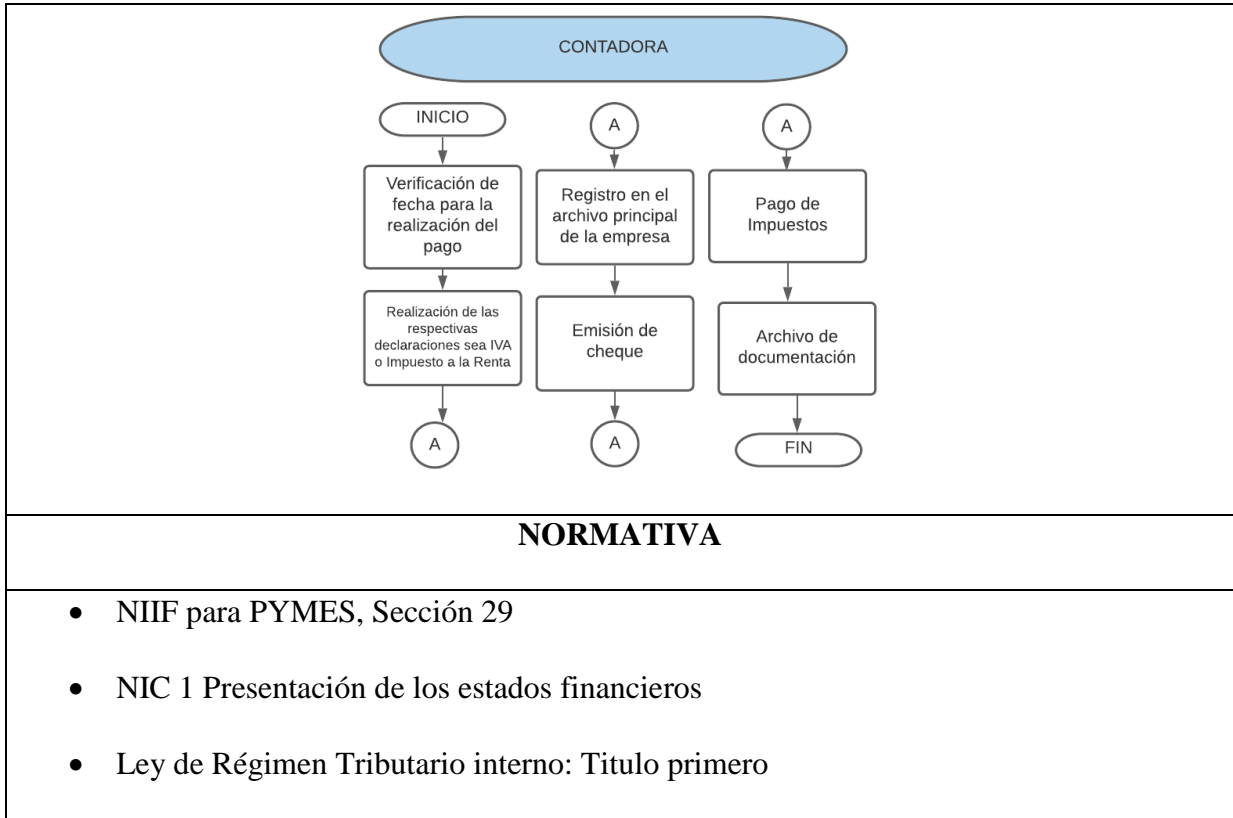 CONTADORA
INICIO
Verificación de
fecha para la
realización del
pago
Realización de las
respectivas
declaraciones sea IVA
o Impuesto a la Renta
A
A
Registro en el
archivo principal
de la empresa
Emisión de
cheque
A
A
Pago de
Impuestos
Archivo de
documentación
FIN
NORMATIVA
• NIIF para PYMES, Sección 29
• NIC 1 Presentación de los estados financieros
• Ley de Régimen Tributario interno: Titulo primero